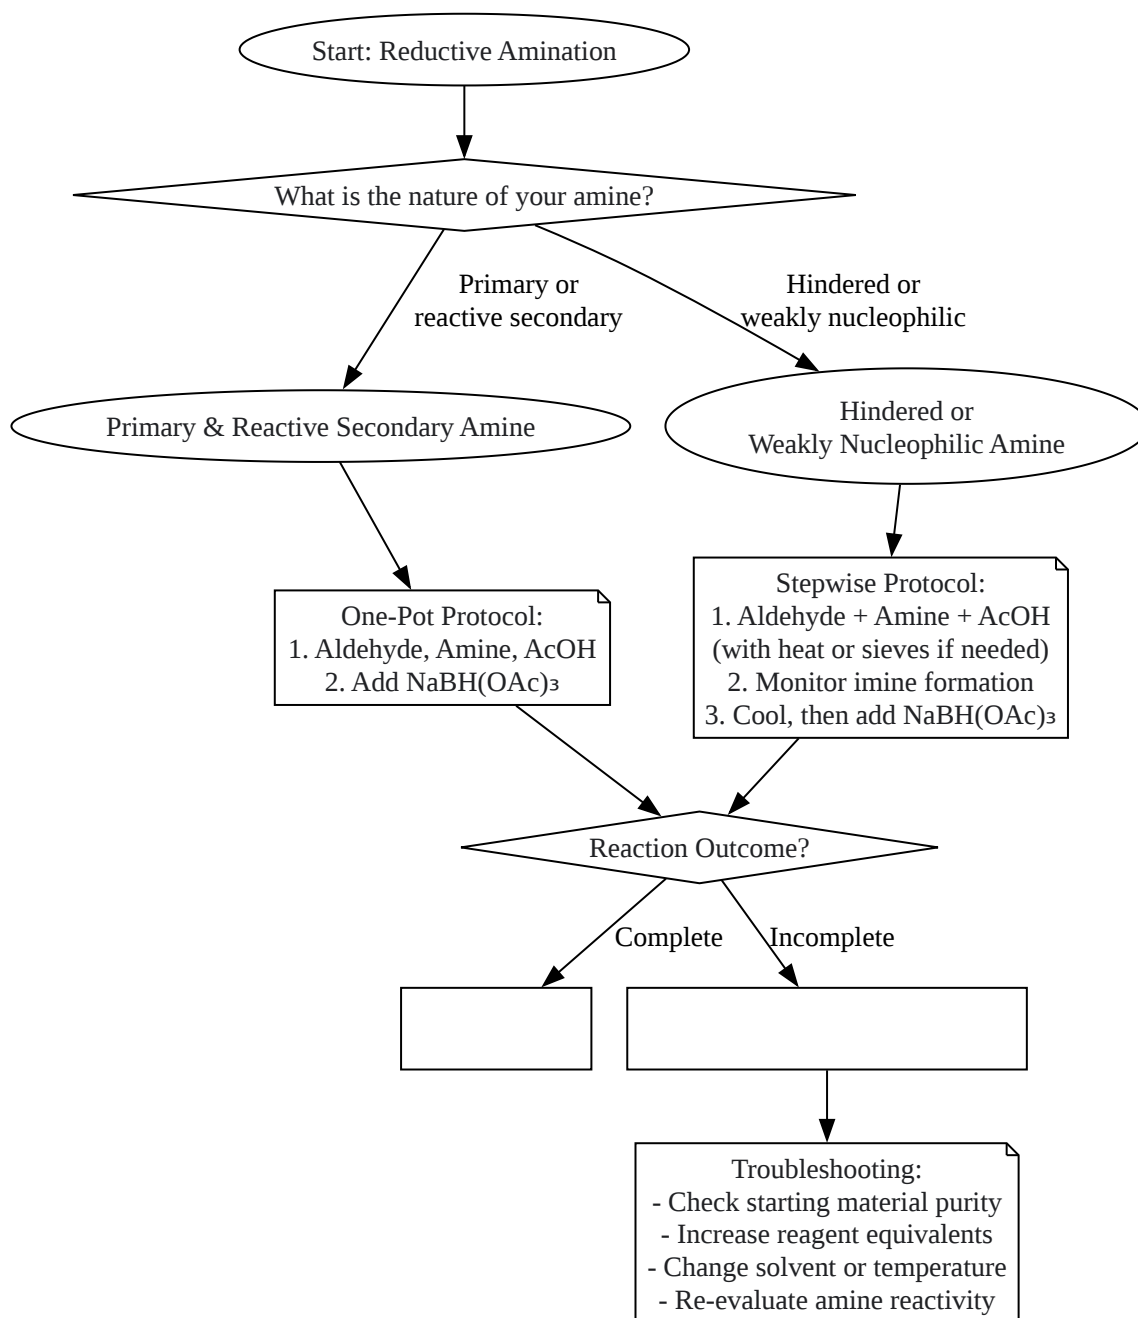 Start: Reductive Amination
What is the nature of your amine?
Primary or
reactive secondary
Hindered or
weakly nucleophilic
Primary & Reactive Secondary Amine
Hindered or
Weakly Nucleophilic Amine
One-Pot Protocol:
1. Aldehyde, Amine, AcOH
2. Add NaBH(OAc)₃
Stepwise Protocol:
1. Aldehyde + Amine + AcOH
(with heat or sieves if needed)
2. Monitor imine formation
3. Cool, then add NaBH(OAc)₃
Reaction Outcome?
Complete
Incomplete
Troubleshooting:
- Check starting material purity
- Increase reagent equivalents
- Change solvent or temperature
- Re-evaluate amine reactivity